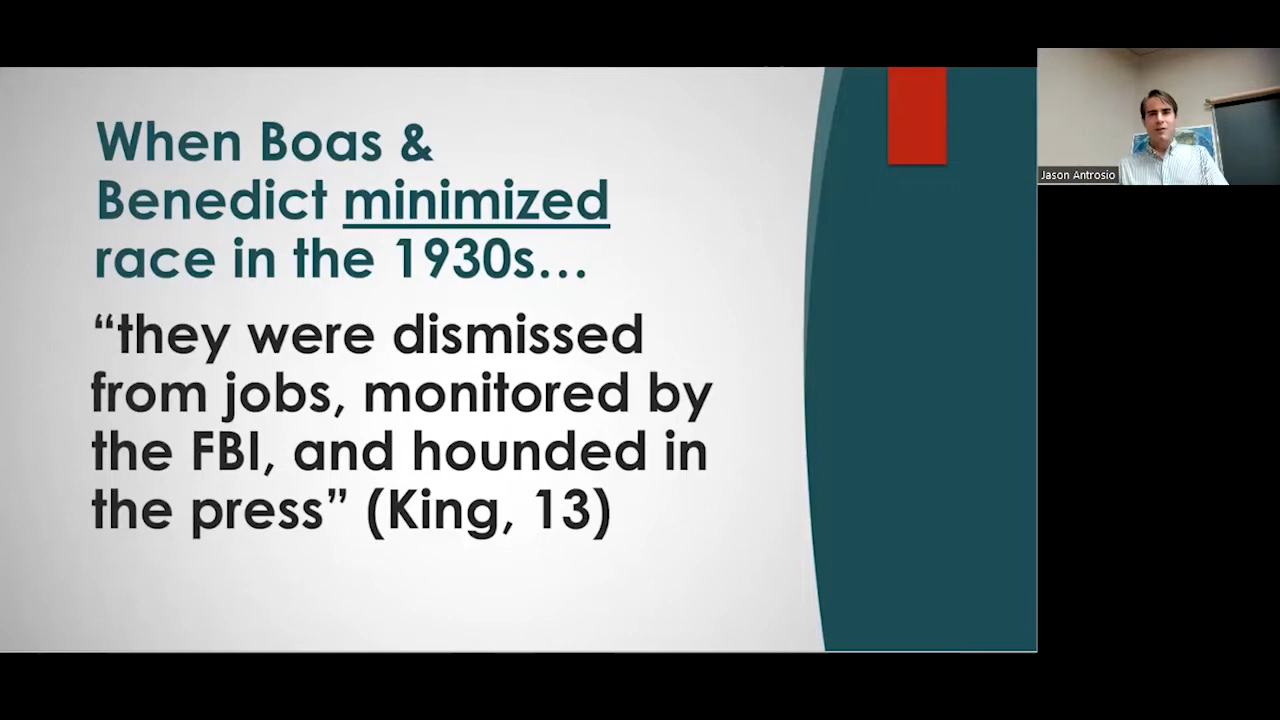 When Boas &
Benedict minimized
race in the 1930s…
“they were dismissed
from jobs, monitored by
the FBI, and hounded in
the press” (King, 13)
Jason Antrosio